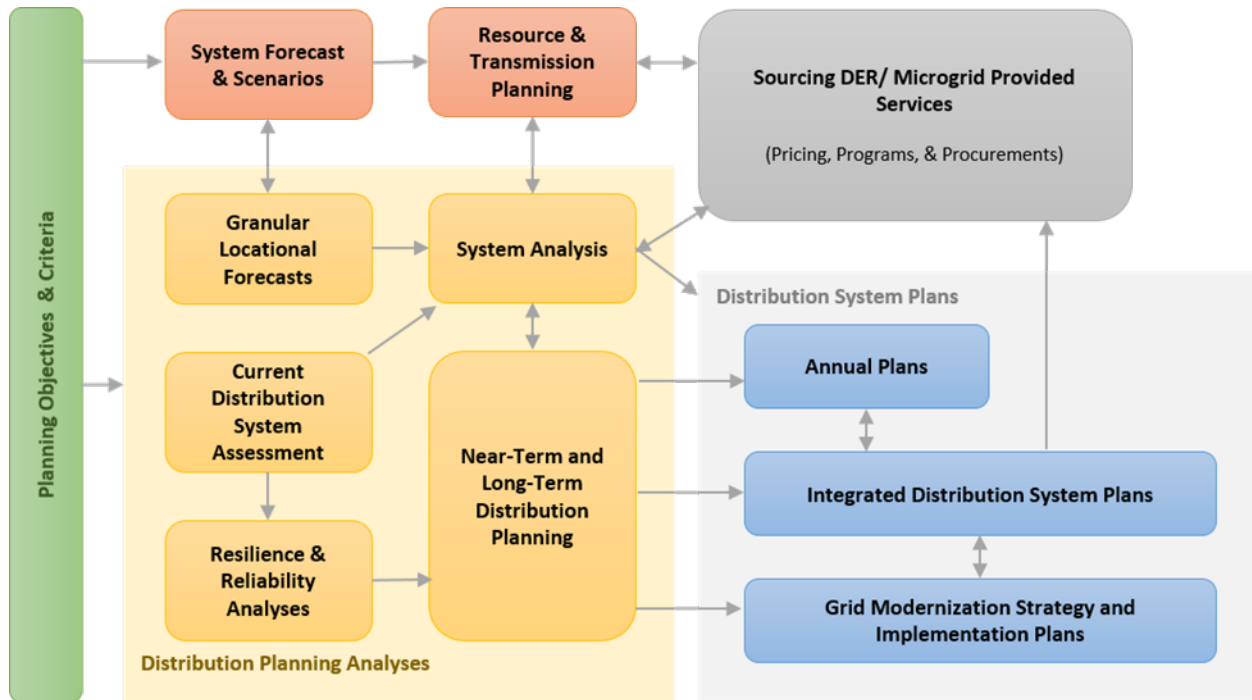 Planning Objectives & Criteria
System Forecast
& Scenarios
Resource &
Transmission
Planning
Sourcing DER/ Microgrid Provided
Services
(Pricing, Programs, & Procurements)
Granular
Locational
Forecasts
System Analysis
Distribution System Plans
Current
Distribution
System
Assessment
Near-Term and
Long-Term
Distribution
Planning
Annual Plans
Integrated Distribution System Plans
Resilience &
Reliability
Analyses
Grid Modernization Strategy and
Implementation Plans
Distribution Planning Analyses